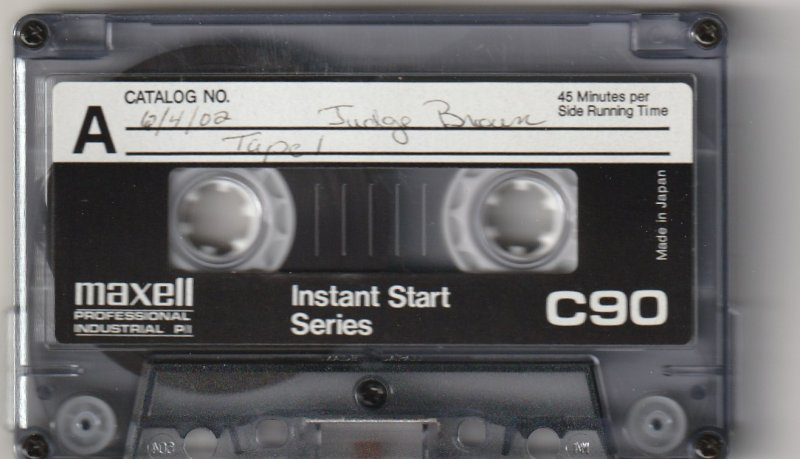 A
CATALOG NO.
6/4/02 Judge Brown
Tape 1
45 Minutes per
Side Running Time
Made in Japan
maxell
PROFESSIONAL
INDUSTRIAL PII
Instant Start
Series
C90